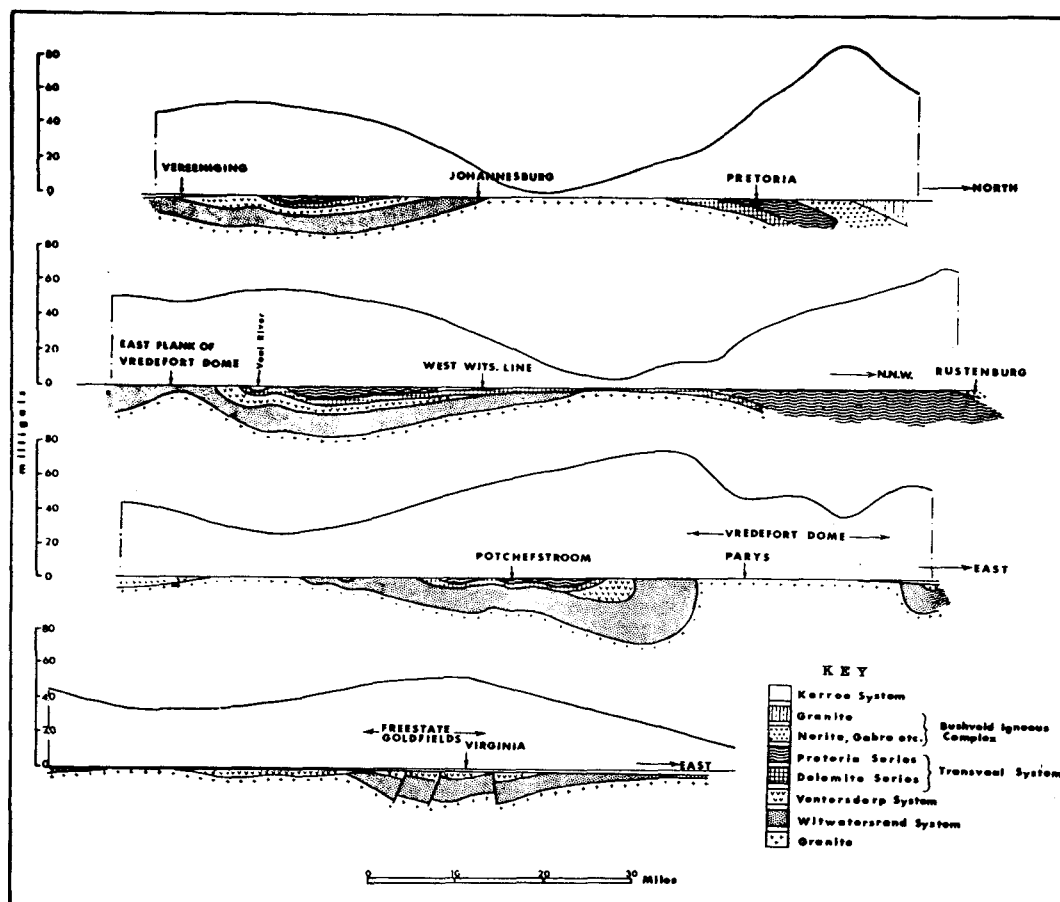 80
60
40
20
0
VEREENIGING
JOHANNESBURG
PRETORIA
NORTH
80
60
40
20
0
EAST FLANK OF
VREDEFORT DOME
Vaal River
WEST WITS. LINE
N.N.W.
RUSTENBURG
milligals
80
60
40
20
0
VREDEFORT DOME
POTCHEFSTROOM
PARYS
EAST
80
60
40
20
0
FREESTATE
GOLDFIELDS
VIRGINIA
EAST
KEY
Karroo System
Granite
Norite, Gabro etc.
Bushveld Igneous
Complex
Pretoria Series
Dolomite Series
Transvaal System
Ventersdorp System
Witwatersrand System
Granite
0 10 20 30
Miles